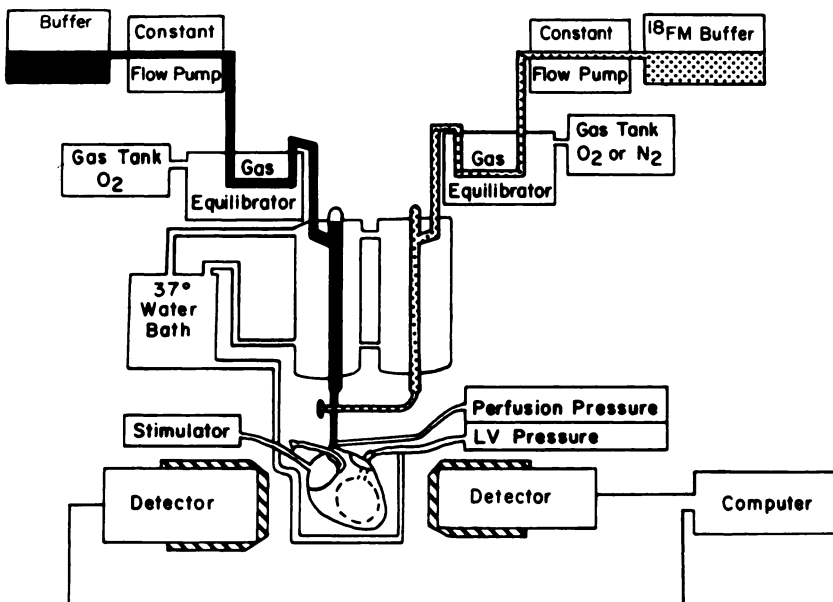 Buffer
Constant
Flow Pump
Constant
Flow Pump
18FM Buffer
Gas Tank
O2
Gas
Equilibrator
Gas
Equilibrator
Gas Tank
O2 or N2
37°
Water
Bath
Stimulator
Perfusion Pressure
LV Pressure
Detector
Detector
Computer